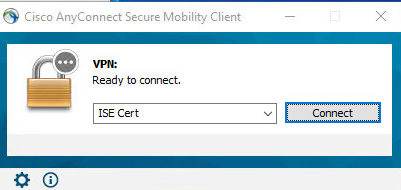 Cisco AnyConnect Secure Mobility Client
VPN:
Ready to connect.
ISE Cert
Connect